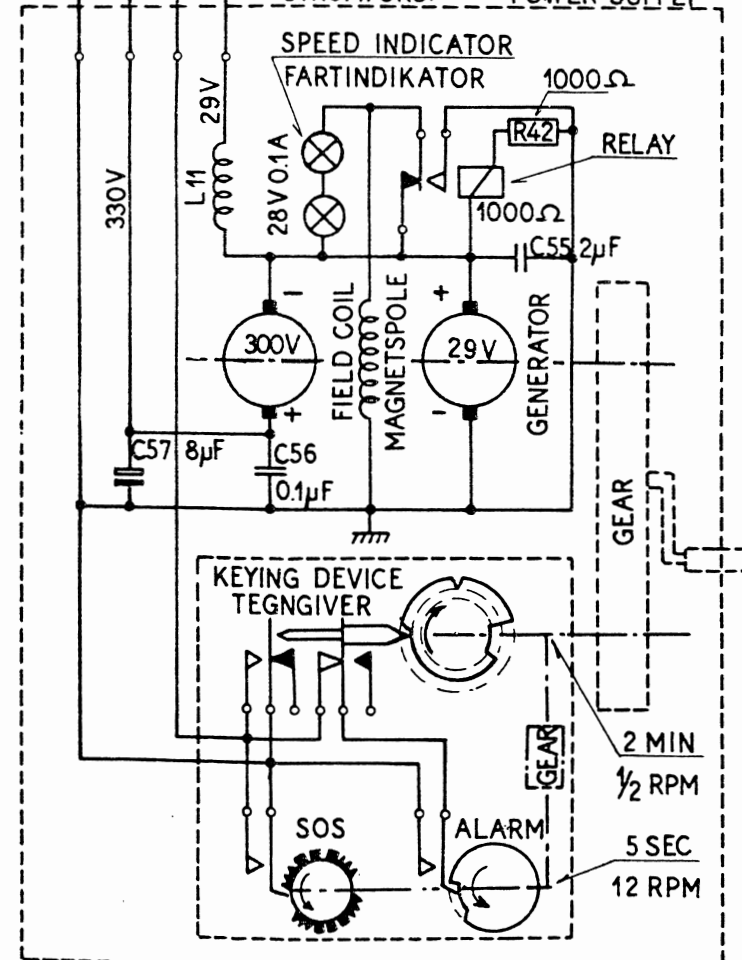 SPEED INDICATOR
FARTINDIKATOR
1000Ω
R42
RELAY
29V
330V
L11
28V 0.1A
1000Ω
C55 2µF
−
+
300V
29V
+
-
FIELD COIL
MAGNETSPOLE
GENERATOR
C57 8µF
C56
0.1µF
GEAR
KEYING DEVICE
TEGNGIVER
GEAR
2 MIN
1/2 RPM
SOS
ALARM
5 SEC
12 RPM